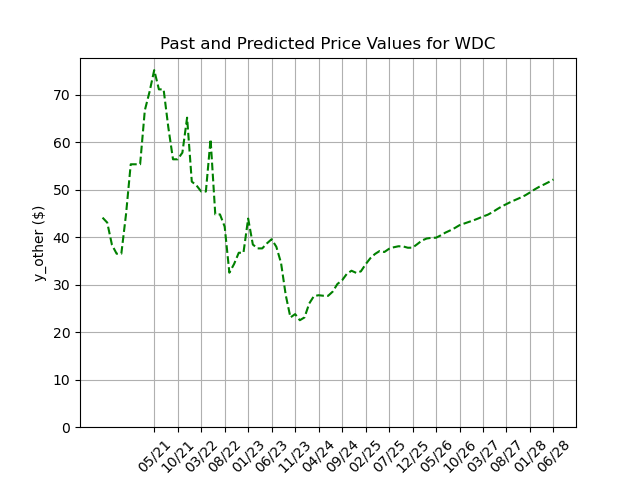 Past and Predicted Price Values for WDC
y_other ($)
70
60
50
40
30
20
10
0
05/21 10/21 03/22 08/22 01/23 06/23 11/23 04/24 09/24 02/25 07/25 12/25 05/26 10/26 03/27 08/27 01/28 06/28